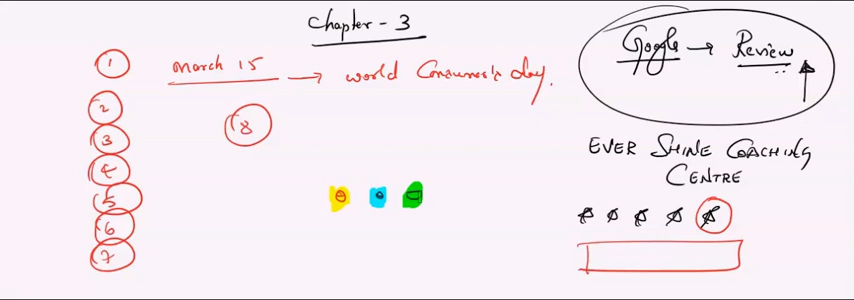 Chapter - 3
1 March 15 → world Consumer's day.
2
8
3
4
5
6
7
Google → Review
EVER SHINE COACHING
CENTRE